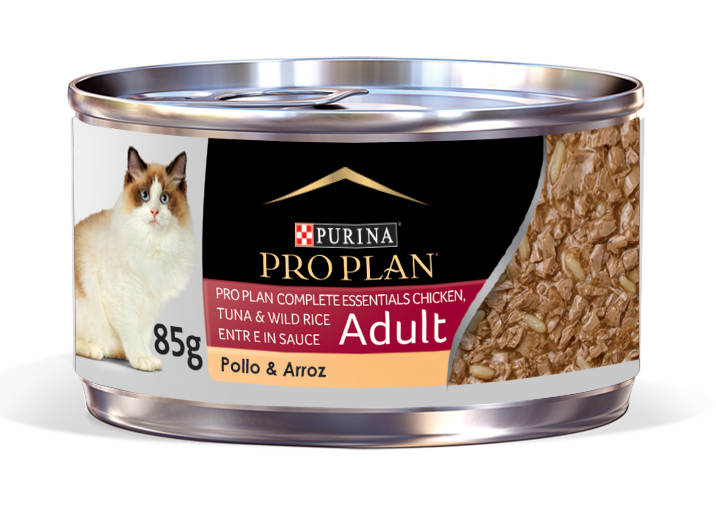 PURINA
PRO PLAN
PRO PLAN COMPLETE ESSENTIALS CHICKEN,
TUNA & WILD RICE
ENTR E IN SAUCE
Adult
85g
Pollo & Arroz